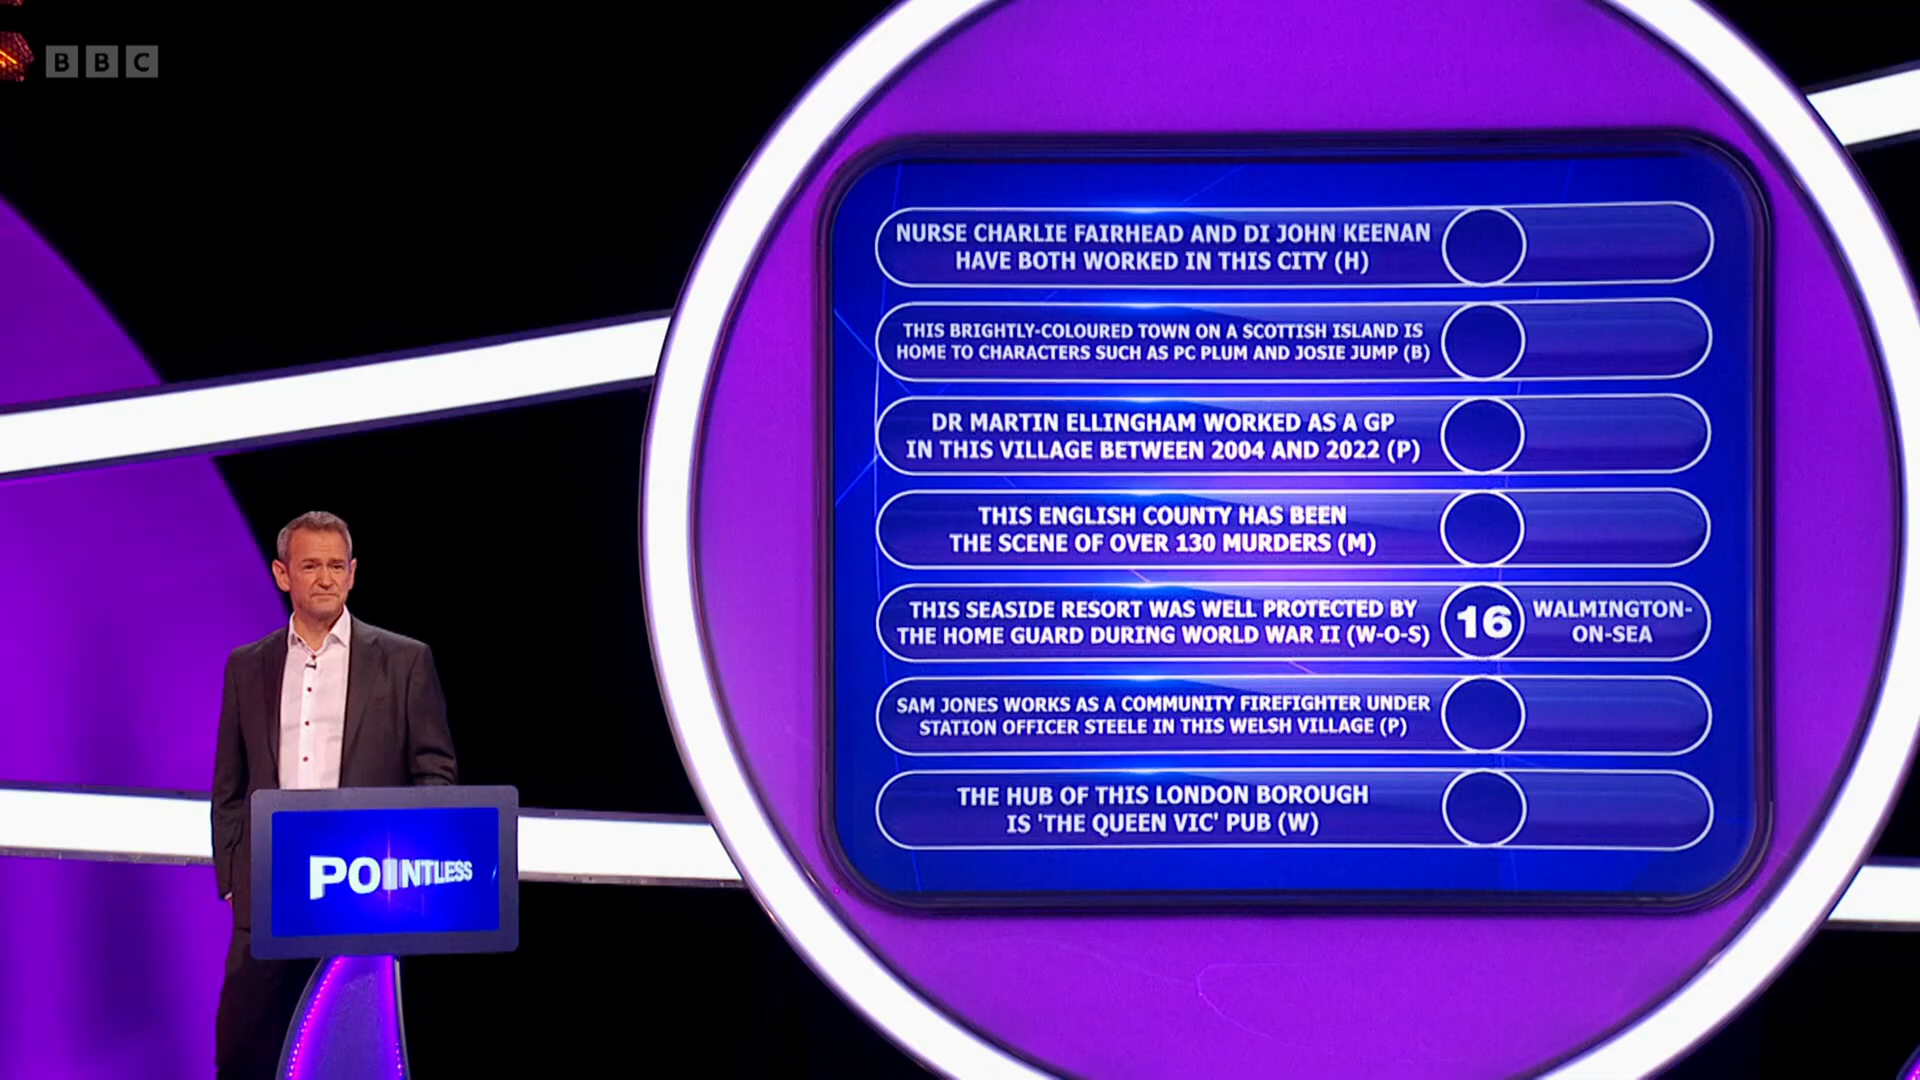 BBC
NURSE CHARLIE FAIRHEAD AND DI JOHN KEENAN
HAVE BOTH WORKED IN THIS CITY (H)
THIS BRIGHTLY-COLOURED TOWN ON A SCOTTISH ISLAND IS
HOME TO CHARACTERS SUCH AS PC PLUM AND JOSIE JUMP (B)
DR MARTIN ELLINGHAM WORKED AS A GP
IN THIS VILLAGE BETWEEN 2004 AND 2022 (P)
THIS ENGLISH COUNTY HAS BEEN
THE SCENE OF OVER 130 MURDERS (M)
THIS SEASIDE RESORT WAS WELL PROTECTED BY
THE HOME GUARD DURING WORLD WAR II (W-O-S)
16
WALMINGTON-
ON-SEA
SAM JONES WORKS AS A COMMUNITY FIREFIGHTER UNDER
STATION OFFICER STEELE IN THIS WELSH VILLAGE (P)
THE HUB OF THIS LONDON BOROUGH
IS 'THE QUEEN VIC' PUB (W)
POINTLESS